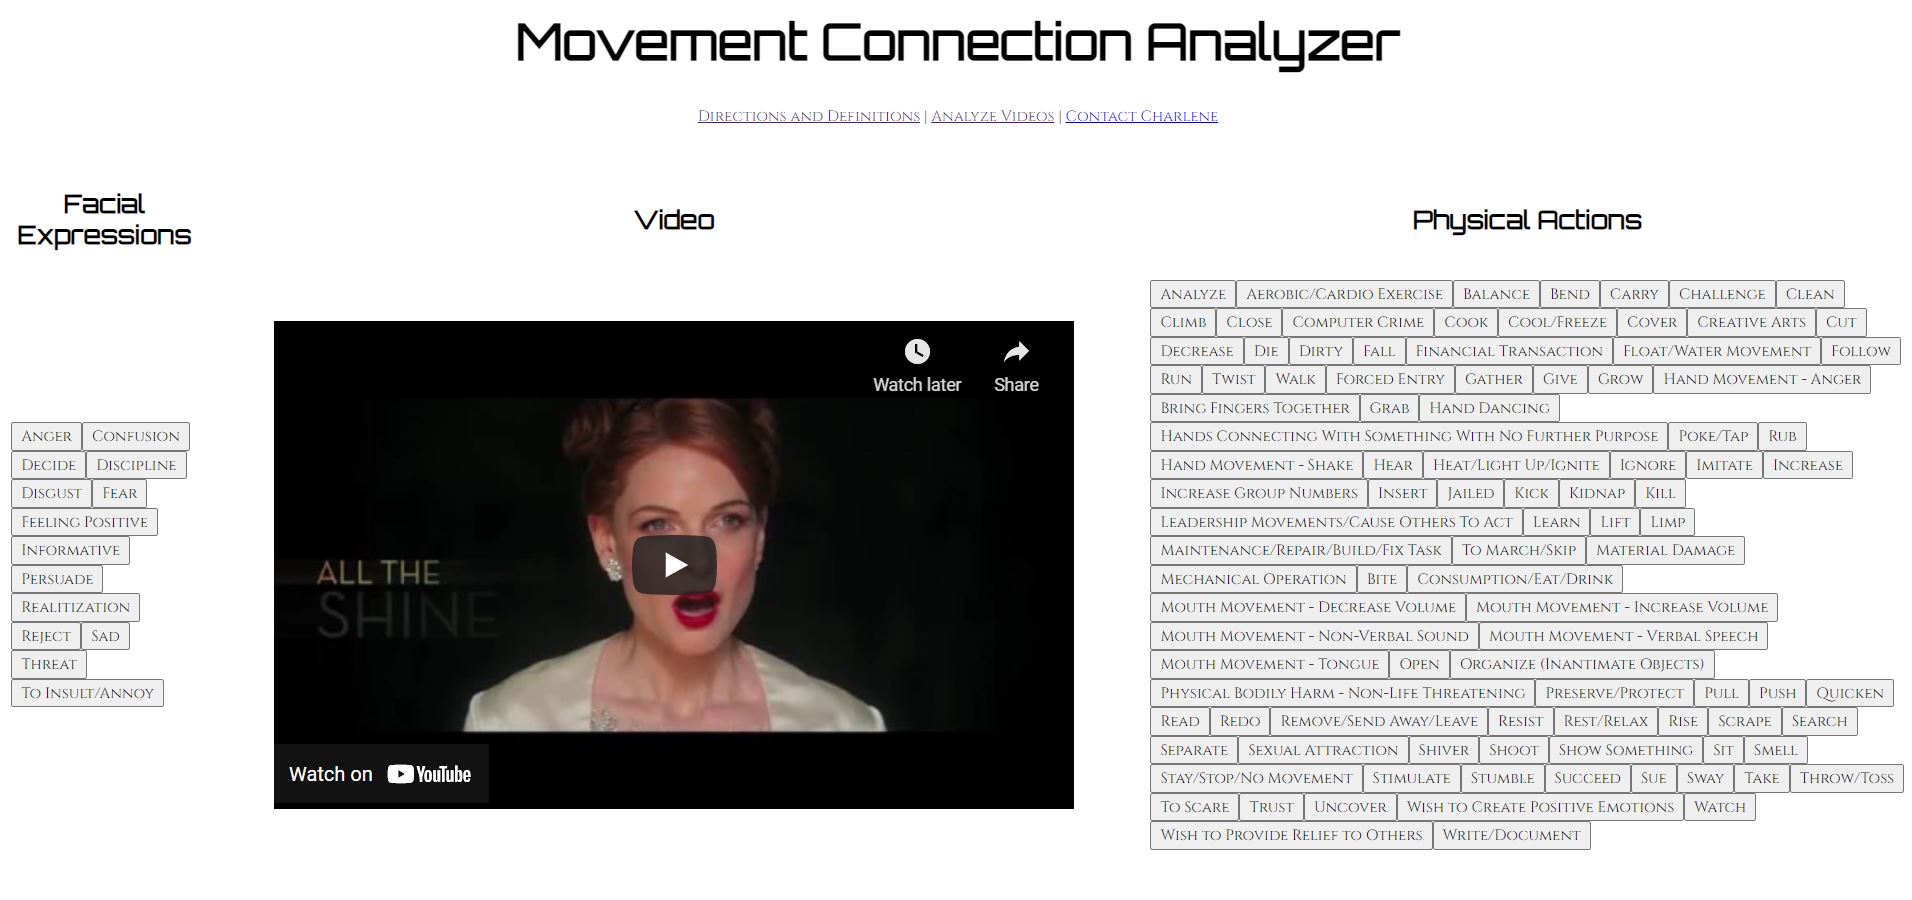 Movement Connection Analyzer
Directions and Definitions | Analyze Videos | Contact Charlene
Facial
Expressions
Anger Confusion
Decide Discipline
Disgust Fear
Feeling Positive
Informative
Persuade
Realitization
Reject Sad
Threat
To Insult/Annoy
Video
Watch later Share
ALL THE
SHINE
Watch on YouTube
Physical Actions
Analyze Aerobic/Cardio Exercise Balance Bend Carry Challenge Clean
Climb Close Computer Crime Cook Cool/Freeze Cover Creative Arts Cut
Decrease Die Dirty Fall Financial Transaction Float/Water Movement Follow
Run Twist Walk Forced Entry Gather Give Grow Hand Movement - Anger
Bring Fingers Together Grab Hand Dancing
Hands Connecting With Something With No Further Purpose Poke/Tap Rub
Hand Movement - Shake Hear Heat/Light Up/Ignite Ignore Imitate Increase
Increase Group Numbers Insert Jailed Kick Kidnap Kill
Leadership Movements/Cause Others To Act Learn Lift Limp
Maintenance/Repair/Build/Fix Task To March/Skip Material Damage
Mechanical Operation Bite Consumption/Eat/Drink
Mouth Movement - Decrease Volume Mouth Movement - Increase Volume
Mouth Movement - Non-Verbal Sound Mouth Movement - Verbal Speech
Mouth Movement - Tongue Open Organize (Inantimate Objects)
Physical Bodily Harm - Non-Life Threatening Preserve/Protect Pull Push Quicken
Read Redo Remove/Send Away/Leave Resist Rest/Relax Rise Scrape Search
Separate Sexual Attraction Shiver Shoot Show Something Sit Smell
Stay/Stop/No Movement Stimulate Stumble Succeed Sue Sway Take Throw/Toss
To Scare Trust Uncover Wish to Create Positive Emotions Watch
Wish to Provide Relief to Others Write/Document